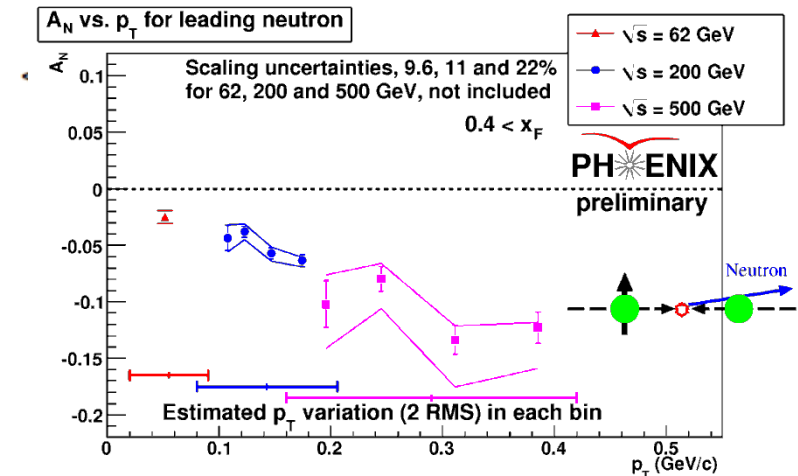 A_N vs. p_T for leading neutron
√s = 62 GeV
√s = 200 GeV
√s = 500 GeV
A_N
Scaling uncertainties, 9.6, 11 and 22%
for 62, 200 and 500 GeV, not included
0.4 < x_F
PHENIX
preliminary
Neutron
0.1
0.05
0
-0.05
-0.1
-0.15
-0.2
Estimated p_T variation (2 RMS) in each bin
0 0.1 0.2 0.3 0.4 0.5
p_T (GeV/c)